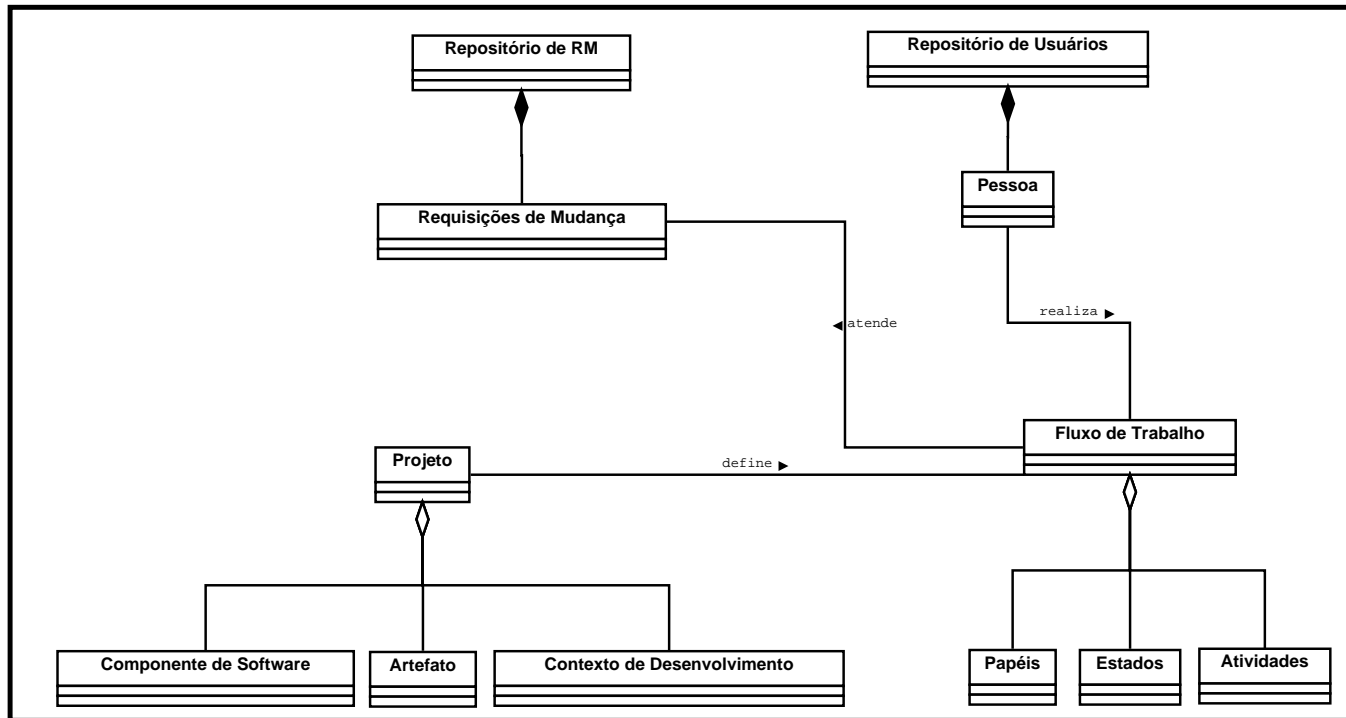 Repositório de RM
Repositório de Usuários
Pessoa
Requisições de Mudança
realiza
atende
Fluxo de Trabalho
Projeto
define
Componente de Software
Artefato
Contexto de Desenvolvimento
Papéis
Estados
Atividades